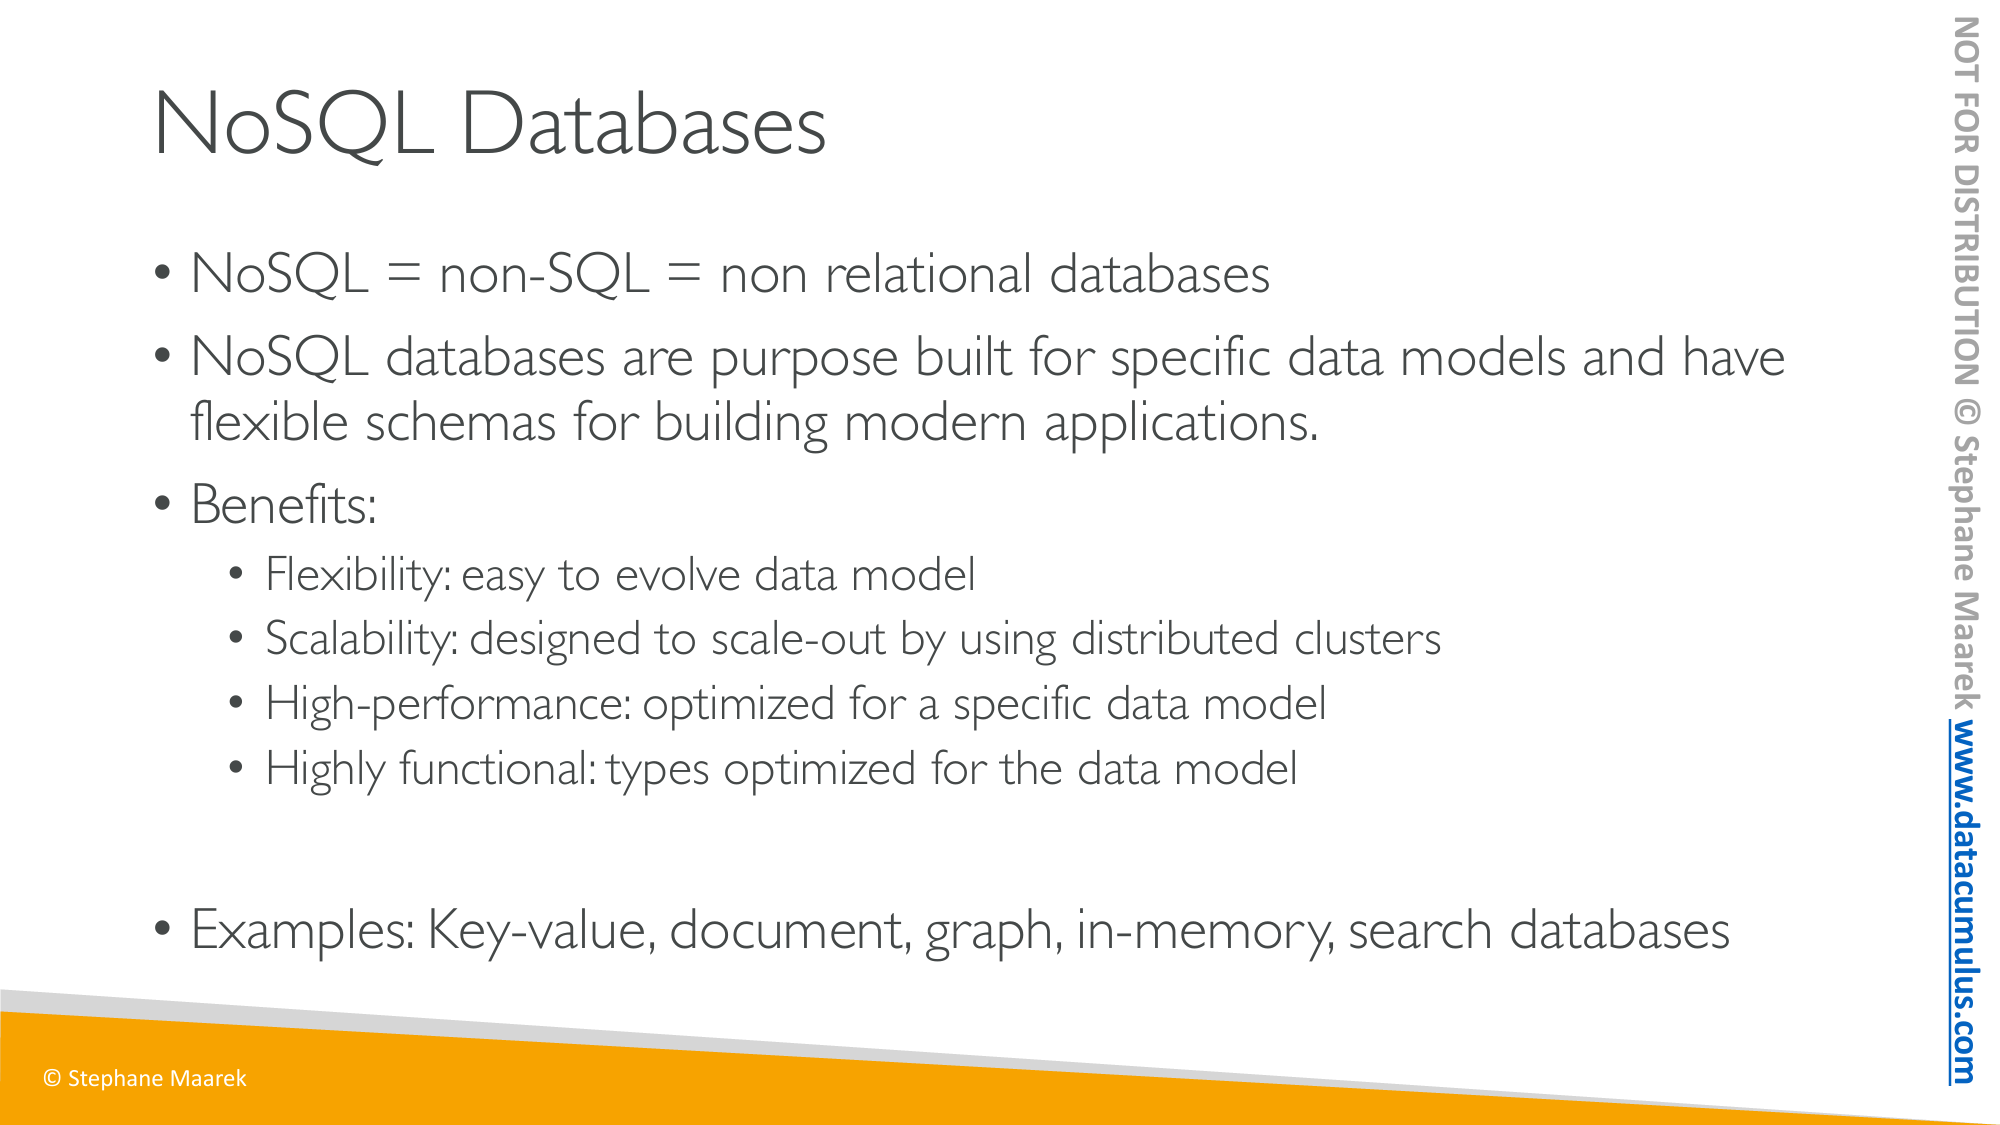 NoSQL Databases
• NoSQL = non-SQL = non relational databases
• NoSQL databases are purpose built for specific data models and have
flexible schemas for building modern applications.
• Benefits:
• Flexibility: easy to evolve data model
• Scalability: designed to scale-out by using distributed clusters
• High-performance: optimized for a specific data model
• Highly functional: types optimized for the data model
• Examples: Key-value, document, graph, in-memory, search databases
© Stephane Maarek
NOT FOR DISTRIBUTION © Stephane Maarek www.datacumulus.com